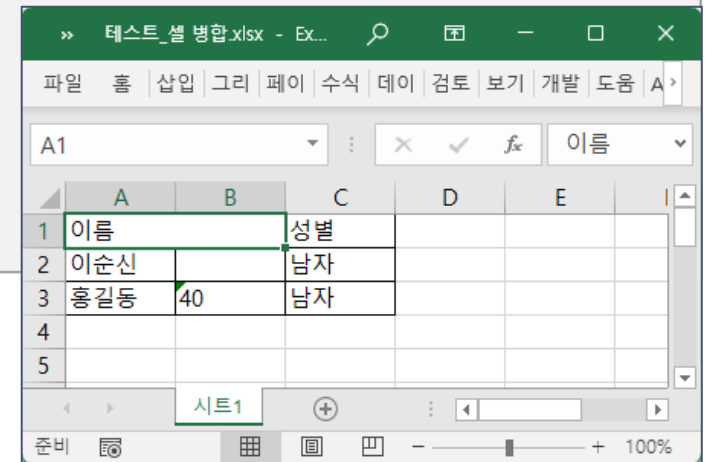 » 테스트_셀 병합.xlsx - Ex...
파일 홈 삽입 그리 페이 수식 데이 검토 보기 개발 도움 A >
A1 fx 이름
A B C D E
1 이름 성별
2 이순신 남자
3 홍길동 40 남자
4
5
시트1
준비 100%